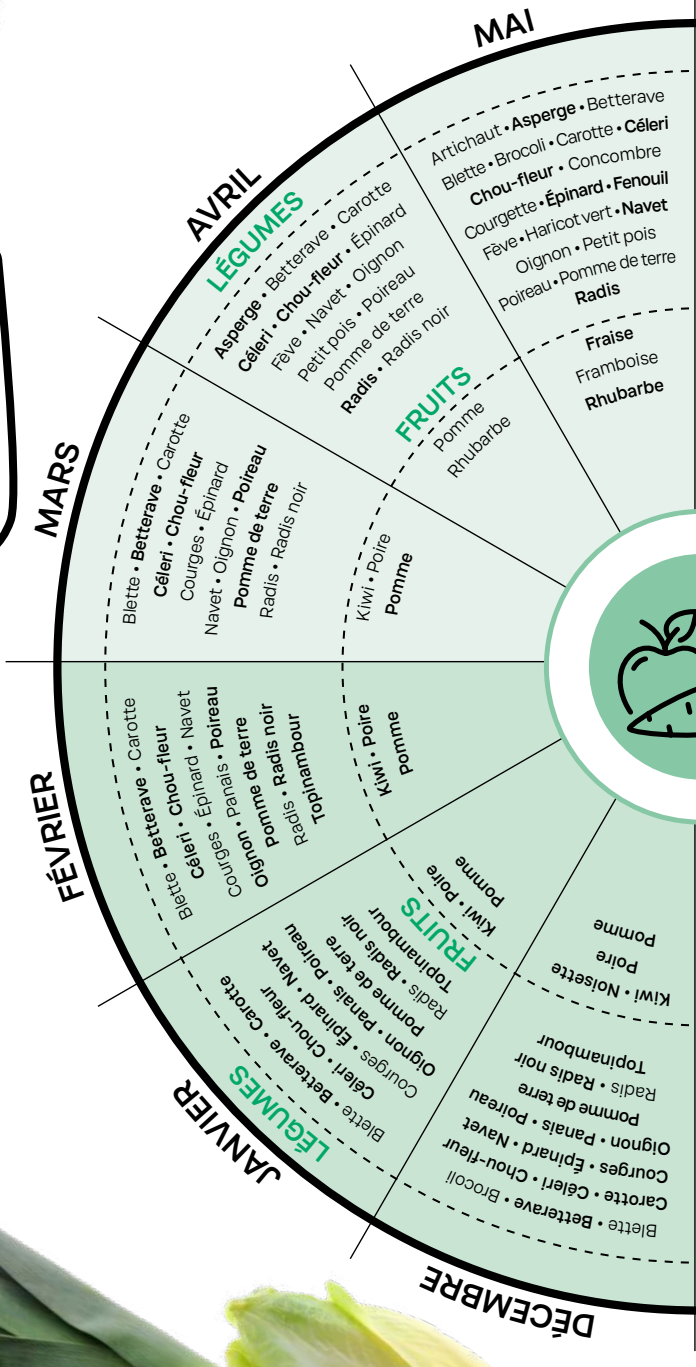 MAI
Artichaut • Asperge • Betterave
Blette • Brocoli • Carotte • Céleri
Chou-fleur • Concombre
Courgette • Épinard • Fenouil
Fève • Haricot vert • Navet
Oignon • Petit pois
Poireau • Pomme de terre
Radis
Fraise
Framboise
Rhubarbe
AVRIL
LÉGUMES
Asperge • Betterave • Carotte
Céleri • Chou-fleur • Épinard
Fève • Navet • Oignon
Petit pois • Poireau
Pomme de terre
Radis • Radis noir
FRUITS
Pomme
Rhubarbe
MARS
Blette • Betterave • Carotte
Céleri • Chou-fleur
Courges • Épinard
Navet • Oignon • Poireau
Pomme de terre
Radis • Radis noir
Kiwi • Poire
Pomme
FÉVRIER
Blette • Betterave • Carotte
Céleri • Chou-fleur
Courges • Épinard • Navet
Oignon • Panais • Poireau
Pomme de terre
Radis • Radis noir
Topinambour
Kiwi • Poire
Pomme
JANVIER
LÉGUMES
Blette • Betterave • Carotte
Céleri • Chou-fleur
Courges • Épinard • Navet
Oignon • Panais • Poireau
Pomme de terre
Radis • Radis noir
Topinambour
FRUITS
Kiwi • Poire
Pomme
DÉCEMBRE
Blette • Betterave • Brocoli
Carotte • Céleri • Chou-fleur
Courges • Épinard • Navet
Oignon • Panais • Poireau
Pomme de terre
Radis • Radis noir
Topinambour
Kiwi • Noisette
Poire
Pomme